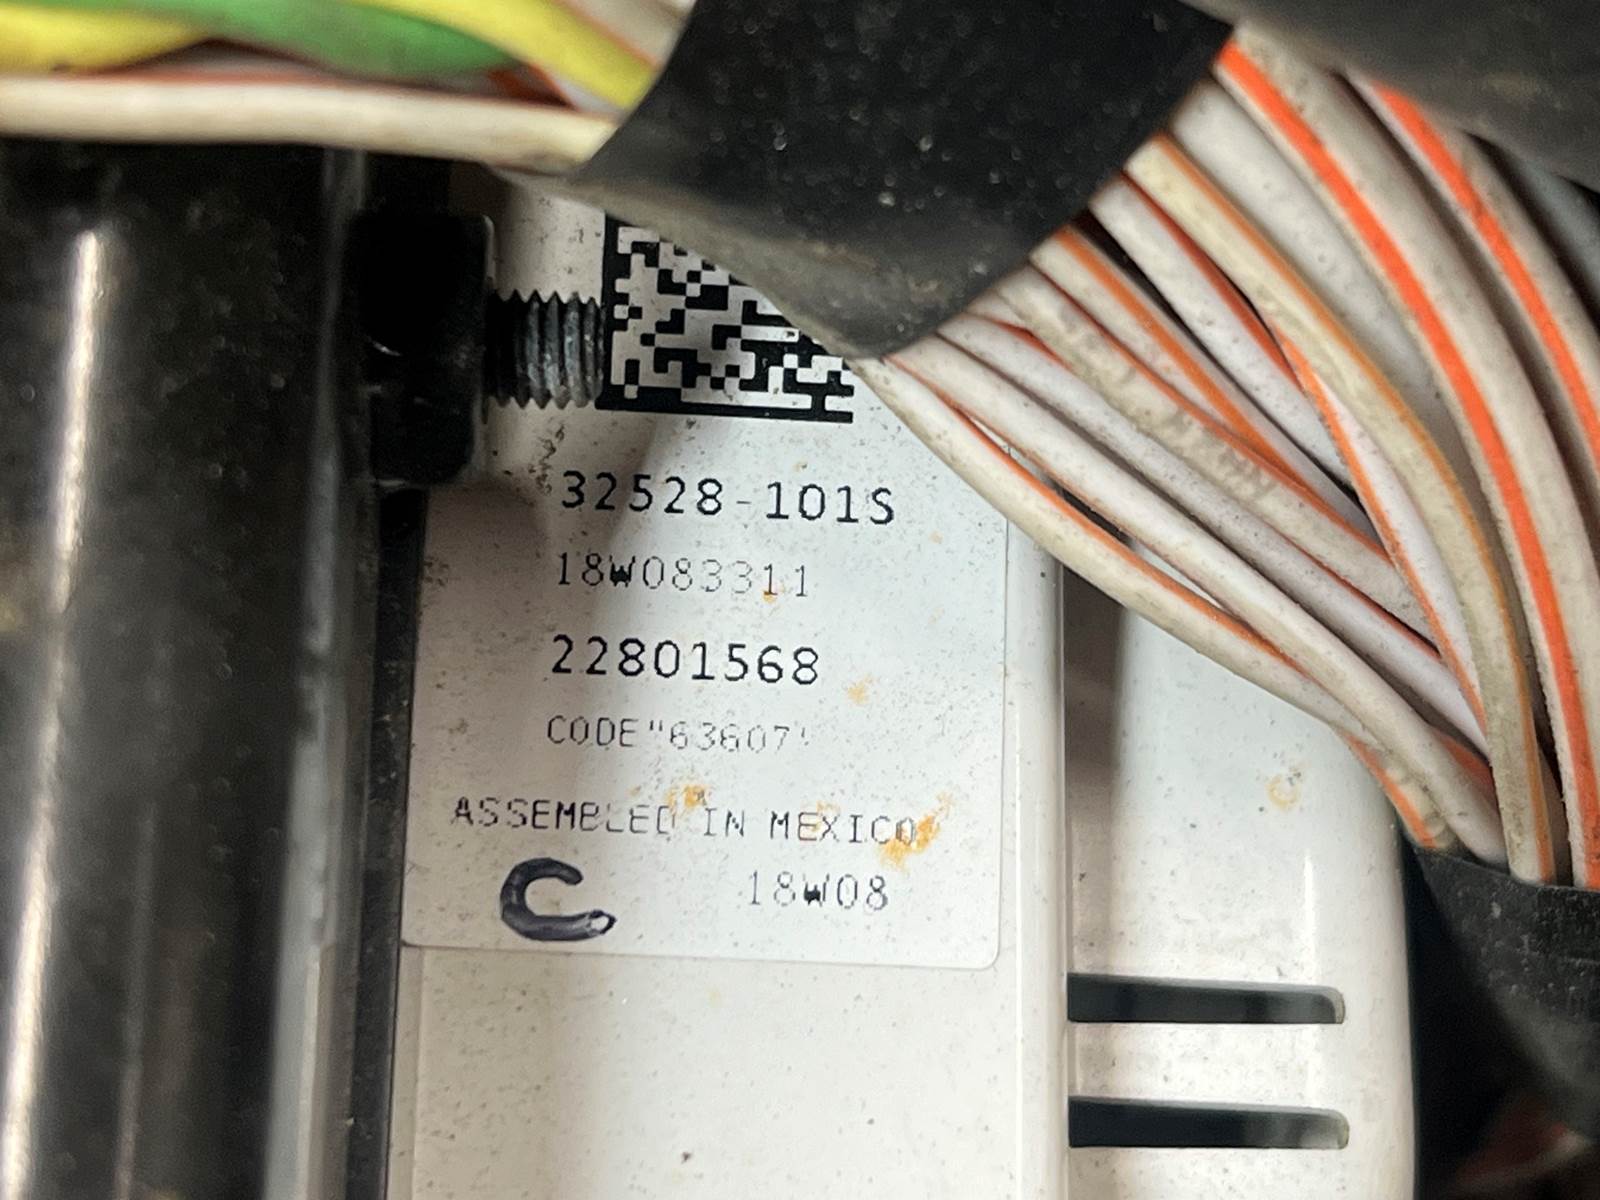 32528-101S
18W083311
22801568
CODE"63607"
ASSEMBLED IN MEXICO
C
18W08